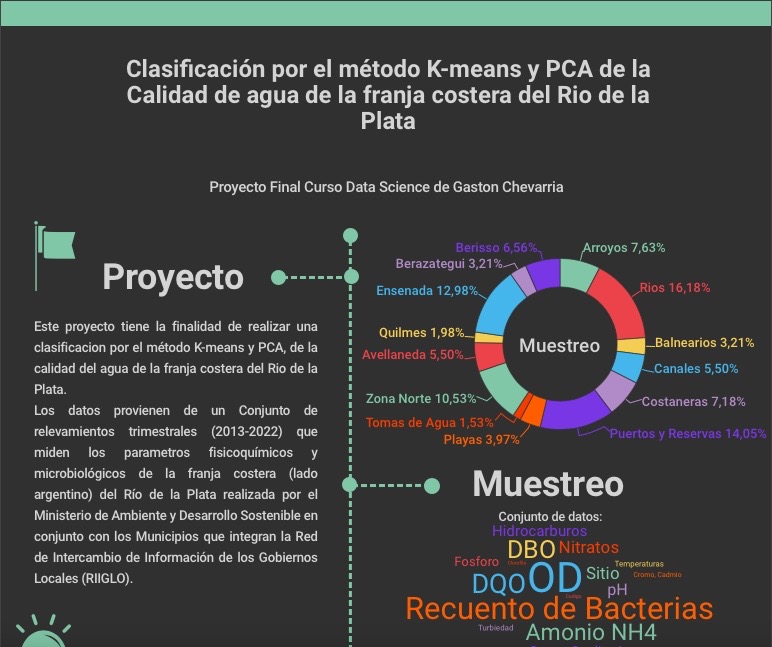 Clasificación por el método K-means y PCA de la
Calidad de agua de la franja costera del Rio de la
Plata
Proyecto Final Curso Data Science de Gaston Chevarria
Proyecto
Este proyecto tiene la finalidad de realizar una
clasificacion por el método K-means y PCA, de la
calidad del agua de la franja costera del Río de la
Plata.
Los datos provienen de un Conjunto de
relevamientos trimestrales (2013-2022) que
miden los parametros fisicoquímicos y
microbiológicos de la franja costera (lado
argentino) del Río de la Plata realizada por el
Ministerio de Ambiente y Desarrollo Sostenible en
conjunto con los Municipios que integran la Red
de Intercambio de Información de los Gobiernos
Locales (RIIGLO).
Berisso 6,56%
Arroyos 7,63%
Berazategui 3,21%
Ensenada 12,98%
Rios 16,18%
Quilmes 1,98%
Muestreo
Balnearios 3,21%
Avellaneda 5,50%
Canales 5,50%
Zona Norte 10,53%
Costaneras 7,18%
Tomas de Agua 1,53%
Playas 3,97%
Puertos y Reservas 14,05%
Muestreo
Conjunto de datos:
Hidrocarburos
DBO Nitratos
Fosforo
Temperaturas
DQO OD Sitio
Cromo, Cadmio
pH
Recuento de Bacterias
Turbiedad
Amonio NH4